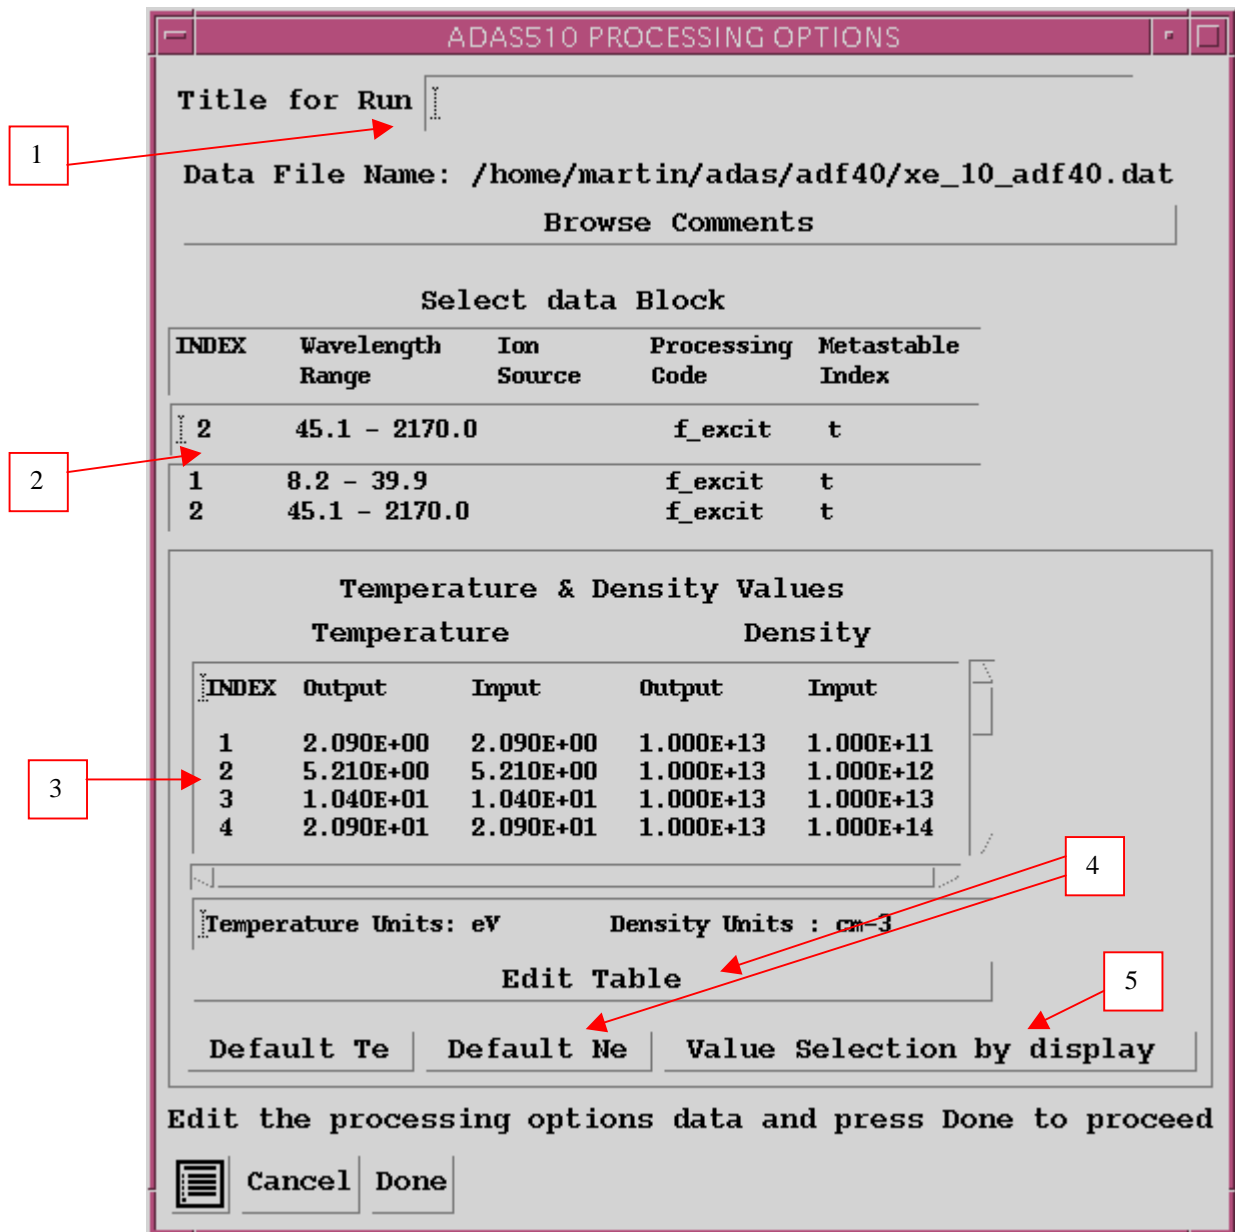 ADAS510 PROCESSING OPTIONS
Title for Run
1
Data File Name: /home/martin/adas/adf40/xe_10_adf40.dat
Browse Comments
Select data Block
INDEX Wavelength Ion Processing Metastable
Range Source Code Index
2 45.1 - 2170.0 f_excit t
2
1 8.2 - 39.9 f_excit t
2 45.1 - 2170.0 f_excit t
Temperature & Density Values
Temperature Density
INDEX Output Input Output Input
1 2.090E+00 2.090E+00 1.000E+13 1.000E+11
2 5.210E+00 5.210E+00 1.000E+13 1.000E+12
3
3 1.040E+01 1.040E+01 1.000E+13 1.000E+13
4 2.090E+01 2.090E+01 1.000E+13 1.000E+14
4
Temperature Units: eV Density Units : cm-3
Edit Table
5
Default Te Default Ne Value Selection by display
Edit the processing options data and press Done to proceed
Cancel Done